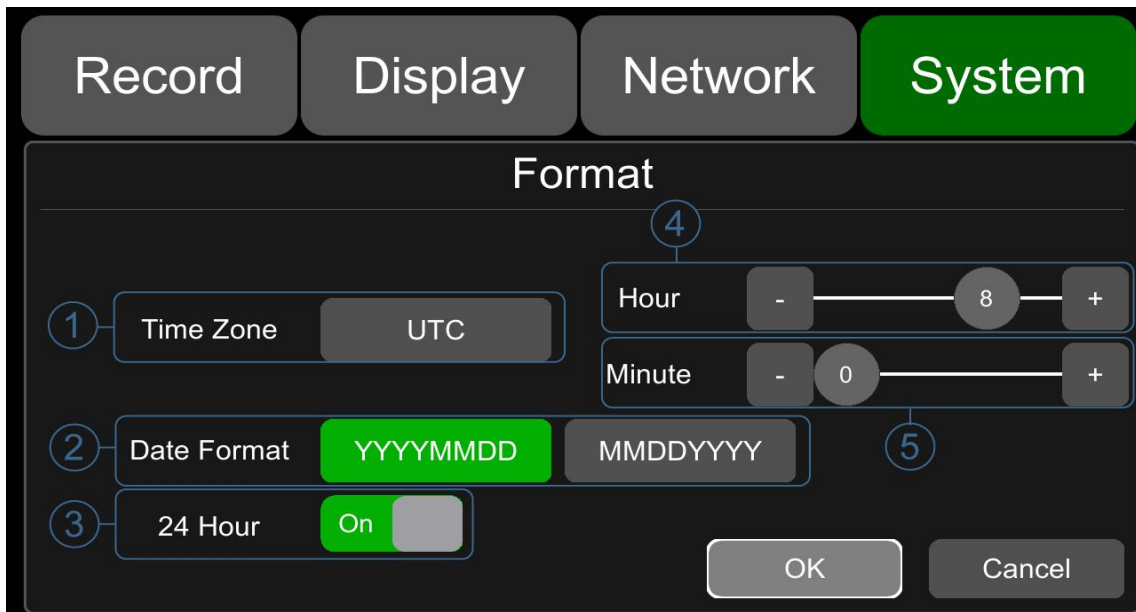 Record Display Network System
Format
4
Hour - 8 +
1 Time Zone UTC
Minute - 0 +
2 Date Format YYYYMMDD MMDDYYYY
5
3 24 Hour On
OK Cancel